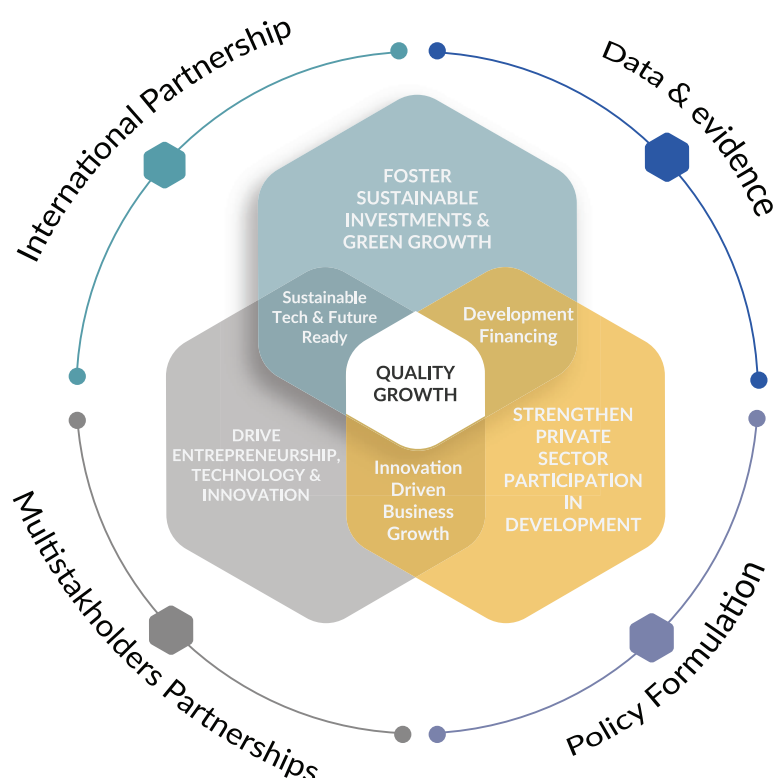 International Partnership
Data & evidence
FOSTER
SUSTAINABLE
INVESTMENTS &
GREEN GROWTH
Sustainable
Tech & Future
Ready
Development
Financing
QUALITY
GROWTH
DRIVE
ENTREPRENEURSHIP,
TECHNOLOGY &
INNOVATION
Innovation
Driven
Business
Growth
STRENGTHEN
PRIVATE
SECTOR
PARTICIPATION
IN
DEVELOPMENT
Multistakholders Partnerships
Policy Formulation